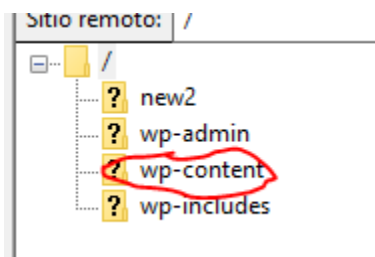 Sitio remoto: /
/
new2
wp-admin
wp-content
wp-includes